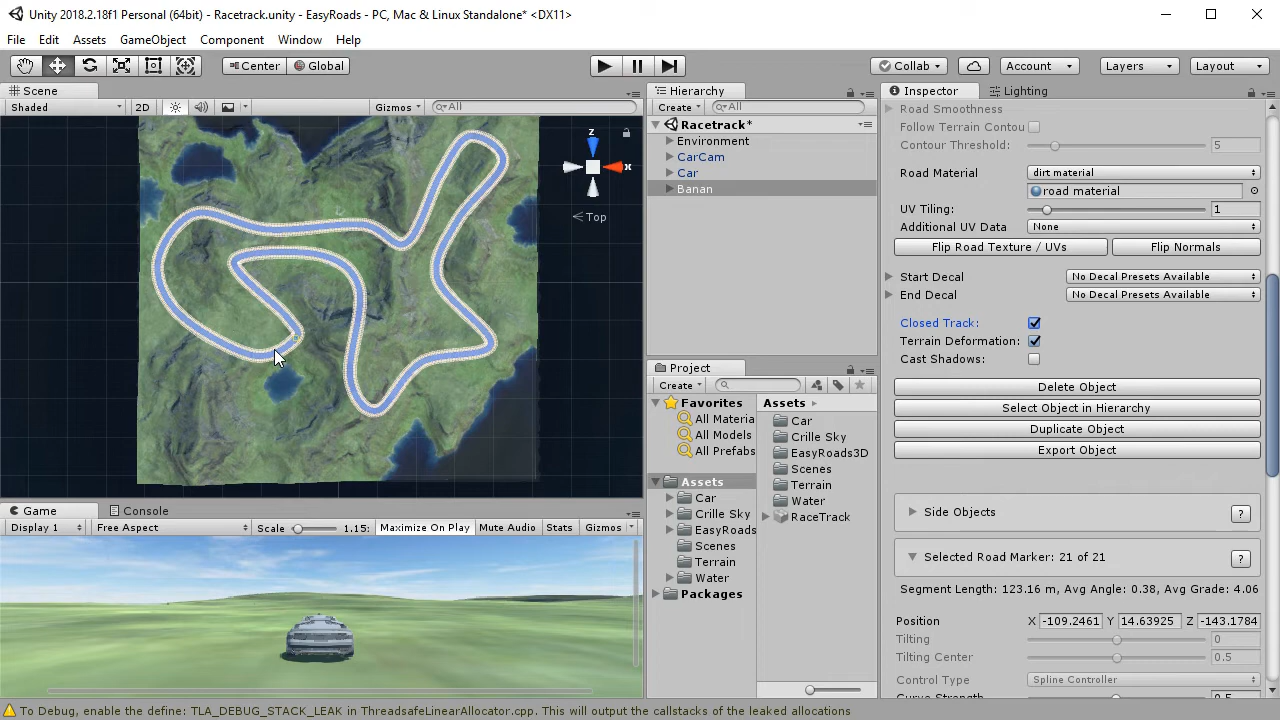 Unity 2018.2.18f1 Personal (64bit) - Racetrack.unity - EasyRoads - PC, Mac & Linux Standalone* <DX11>
File Edit Assets GameObject Component Window Help
Center Global Collab Account Layers Layout
Scene
Shaded 2D Gizmos All
z
x
Top
Hierarchy
Create All
Racetrack*
Environment
CarCam
Car
Banan
Project
Create
Favorites
All Materia
All Models
All Prefabs
Assets
Car
Crille Sky
EasyRoads
Scenes
Terrain
Water
Packages
Assets
Car
Crille Sky
EasyRoads3D
Scenes
Terrain
Water
RaceTrack
Inspector Lighting
Road Smoothness
Follow Terrain Contou
Contour Threshold: 5
Road Material dirt material
road material
UV Tiling: 1
Additional UV Data None
Flip Road Texture / UVs Flip Normals
Start Decal No Decal Presets Available
End Decal No Decal Presets Available
Closed Track:
Terrain Deformation:
Cast Shadows:
Delete Object
Select Object in Hierarchy
Duplicate Object
Export Object
Side Objects ?
Selected Road Marker: 21 of 21 ?
Segment Length: 123.16 m, Avg Angle: 0.38, Avg Grade: 4.06
Position X -109.2461 Y 14.63925 Z -143.1784
Tilting 0
Tilting Center 0.5
Control Type Spline Controller
Curve Strength 0.5
Game Console
Display 1 Free Aspect Scale 1.15: Maximize On Play Mute Audio Stats Gizmos
To Debug, enable the define: TLA_DEBUG_STACK_LEAK in ThreadsafeLinearAllocator.cpp. This will output the callstacks of the leaked allocations